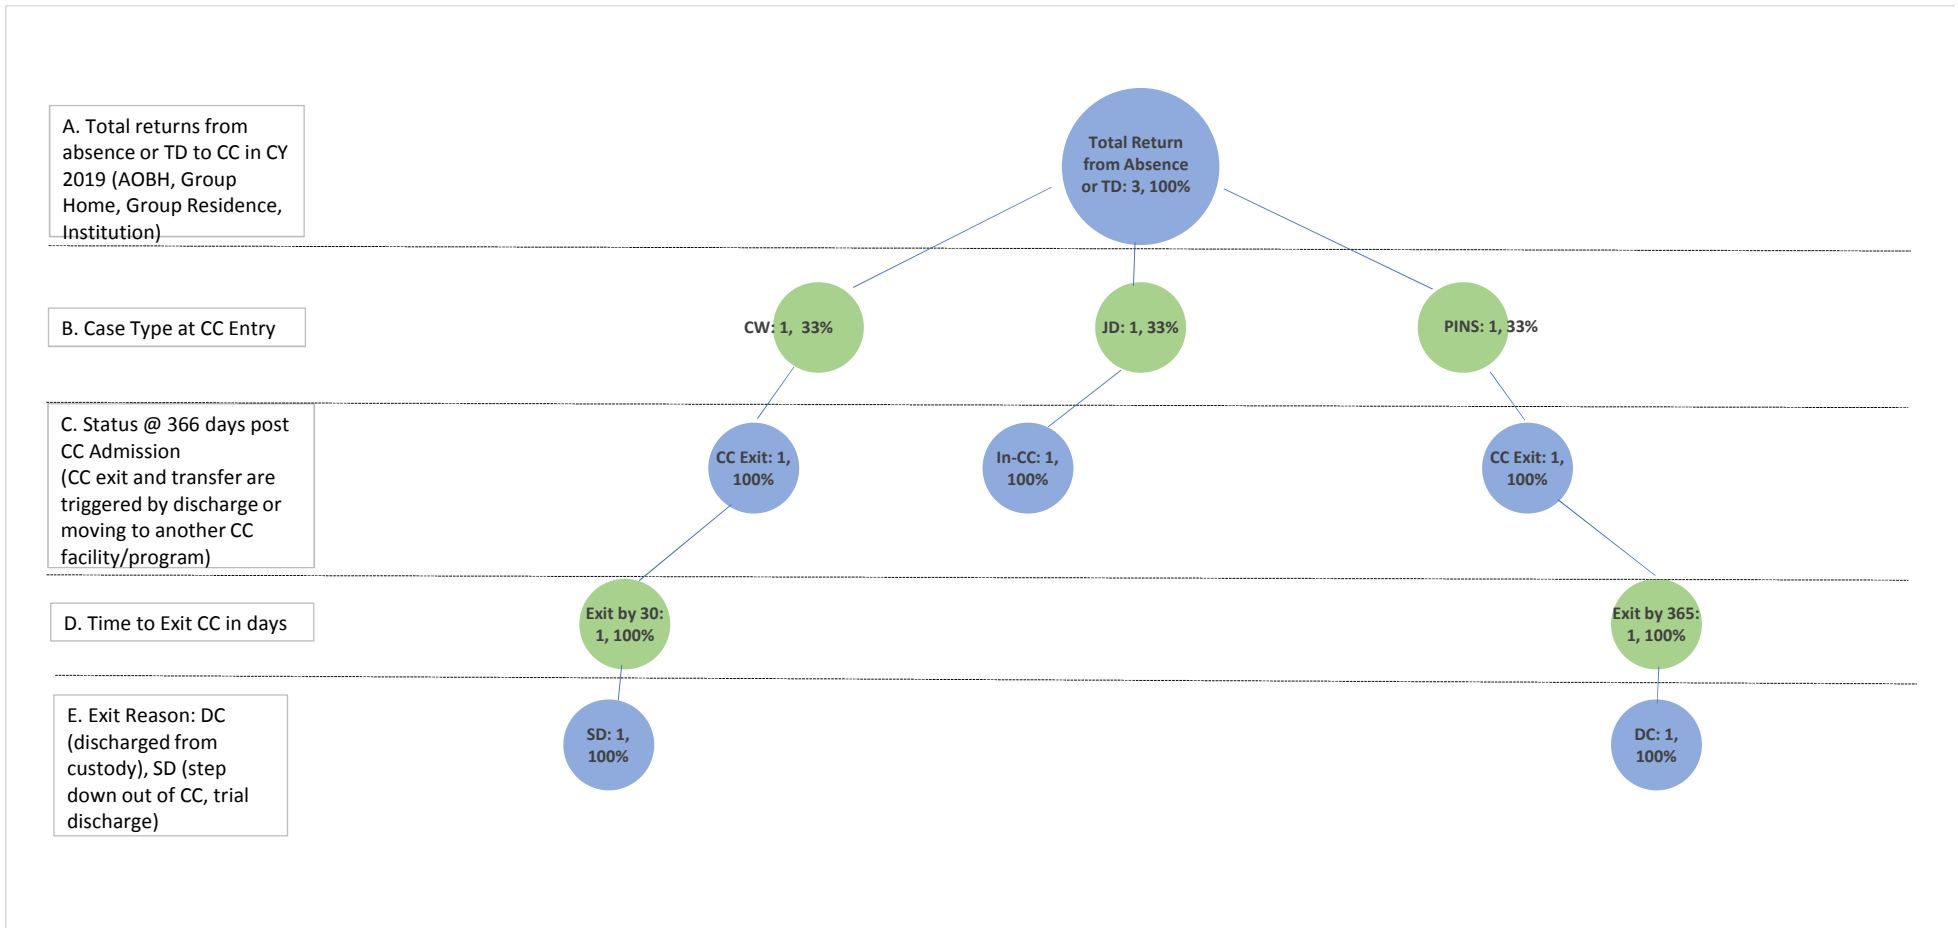 A. Total returns from
absence or TD to CC in CY
2019 (AOBH, Group
Home, Group Residence,
Institution)
Total Return
from Absence
or TD: 3, 100%
B. Case Type at CC Entry
CW: 1,  33%
JD: 1, 33%
PINS: 1, 33%
C. Status @ 366 days post
CC Admission
(CC exit and transfer are
triggered by discharge or
moving to another CC
facility/program)
CC Exit: 1,
100%
In-CC: 1,
100%
CC Exit: 1,
100%
D. Time to Exit CC in days
Exit by 30:
1, 100%
Exit by 365:
1, 100%
E. Exit Reason: DC
(discharged from
custody), SD (step
down out of CC, trial
discharge)
SD: 1,
100%
DC: 1,
100%